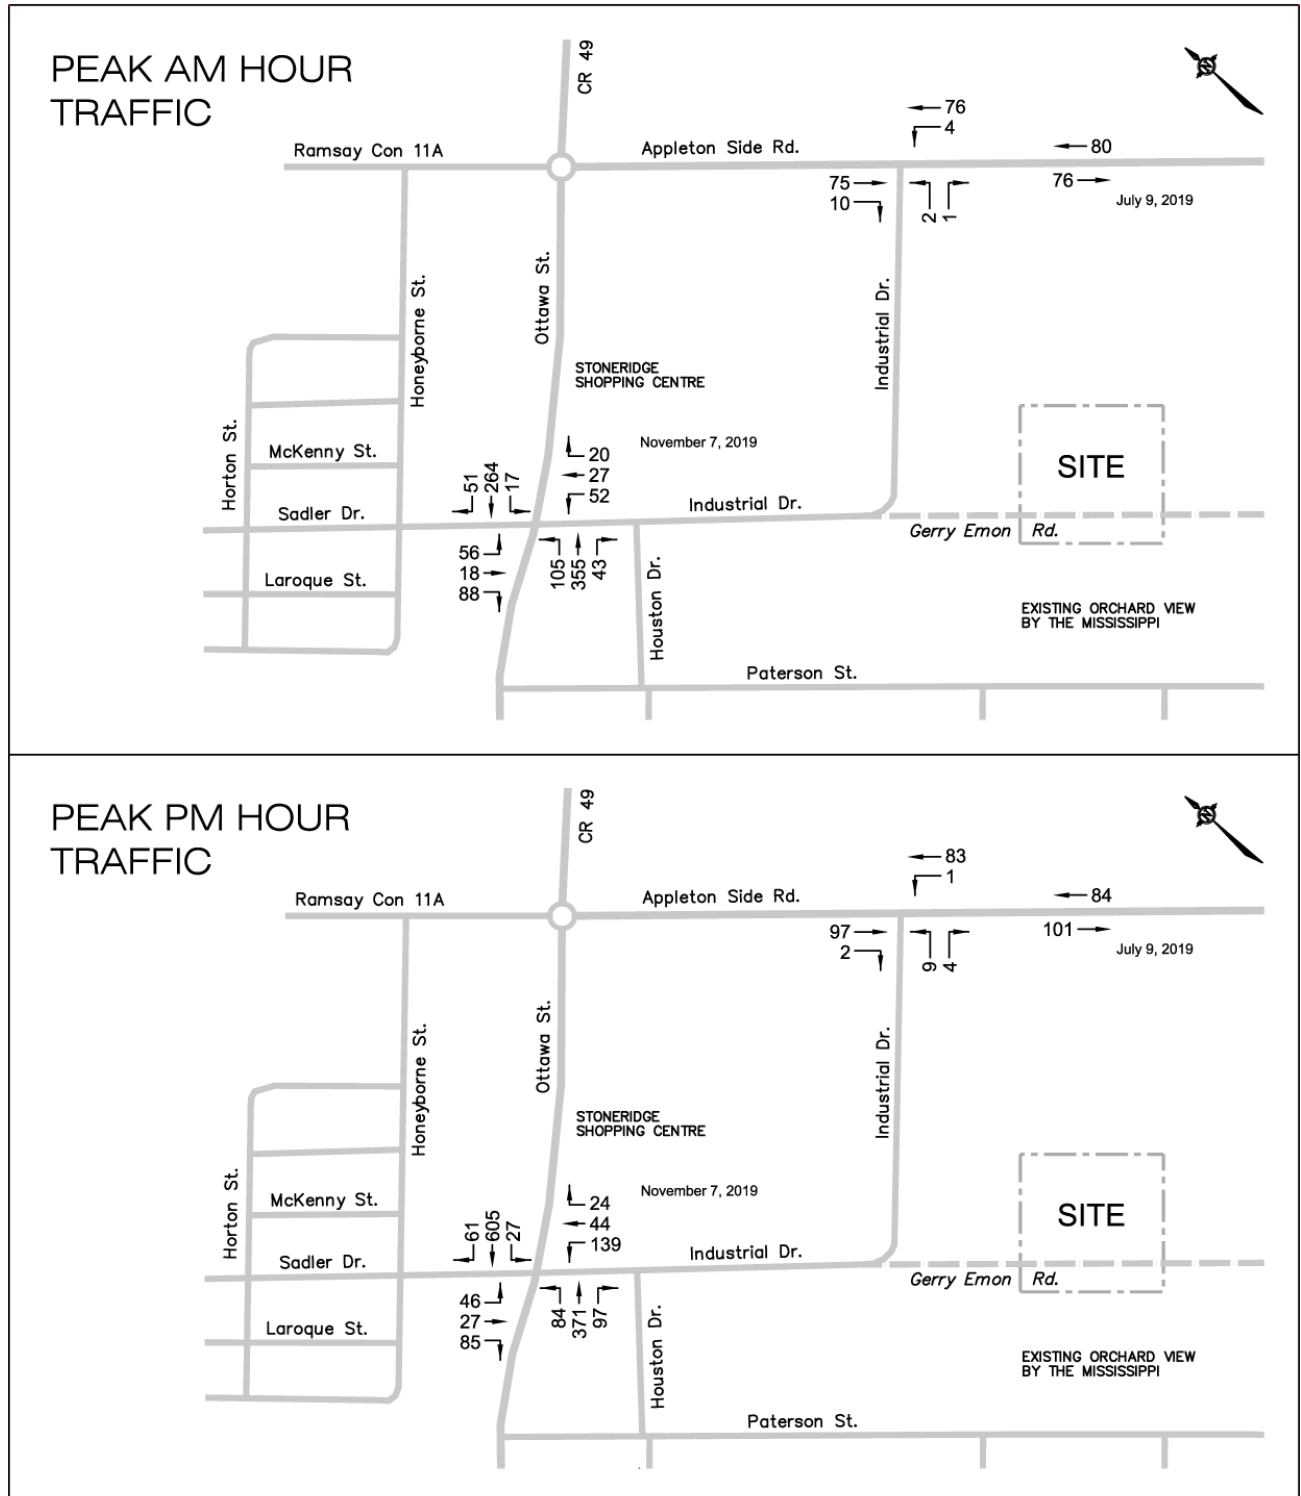 PEAK AM HOUR
TRAFFIC
CR 49
76
4
Ramsay Con 11A
Appleton Side Rd.
80
75
10
2
1
76
July 9, 2019
Honeyborne St.
Ottawa St.
Industrial Dr.
STONERIDGE
SHOPPING CENTRE
Horton St.
McKenny St.
November 7, 2019
51
264
17
20
27
52
SITE
Sadler Dr.
Industrial Dr.
Gerry Emon Rd.
56
18
88
105
355
43
Laroque St.
Houston Dr.
EXISTING ORCHARD VIEW
BY THE MISSISSIPPI
Paterson St.
PEAK PM HOUR
TRAFFIC
CR 49
83
1
Ramsay Con 11A
Appleton Side Rd.
84
97
2
9
4
101
July 9, 2019
Honeyborne St.
Ottawa St.
Industrial Dr.
STONERIDGE
SHOPPING CENTRE
Horton St.
McKenny St.
November 7, 2019
61
605
27
24
44
139
SITE
Sadler Dr.
Industrial Dr.
Gerry Emon Rd.
46
27
85
84
371
97
Laroque St.
Houston Dr.
EXISTING ORCHARD VIEW
BY THE MISSISSIPPI
Paterson St.